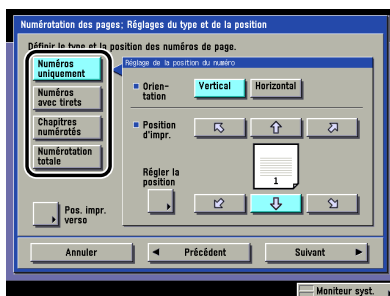 Numérotation des pages: Réglages du type et de la position
Définir le type et la position des numéros de page.
Numéros
uniquement
Numéros
avec tirets
Chapitres
numérotés
Numérotation
totale
Pos. impr.
verso
Réglage de la position du numéro
Orien-
tation
Vertical
Horizontal
Position
d'impr.
Régler la
position
1
Annuler
◄ Précédent
Suivant ►
Moniteur syst.